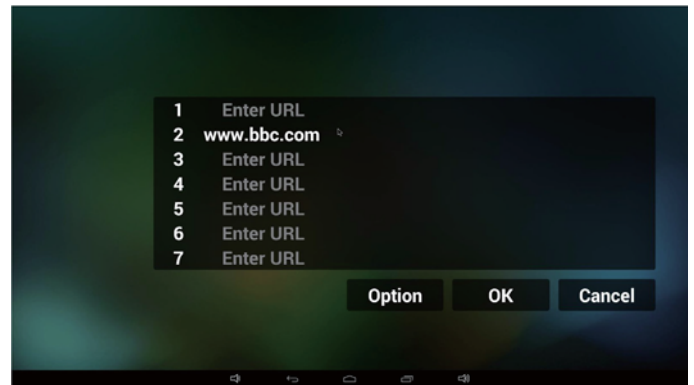 1 Enter URL
2 www.bbc.com
3 Enter URL
4 Enter URL
5 Enter URL
6 Enter URL
7 Enter URL
Option OK Cancel